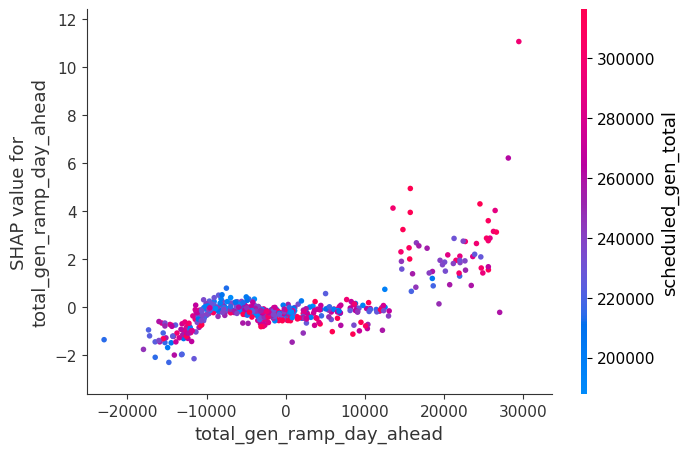 12
10
8
6
4
2
0
−2
−20000 −10000 0 10000 20000 30000
total_gen_ramp_day_ahead
SHAP value for
total_gen_ramp_day_ahead
300000
280000
260000
240000
220000
200000
scheduled_gen_total